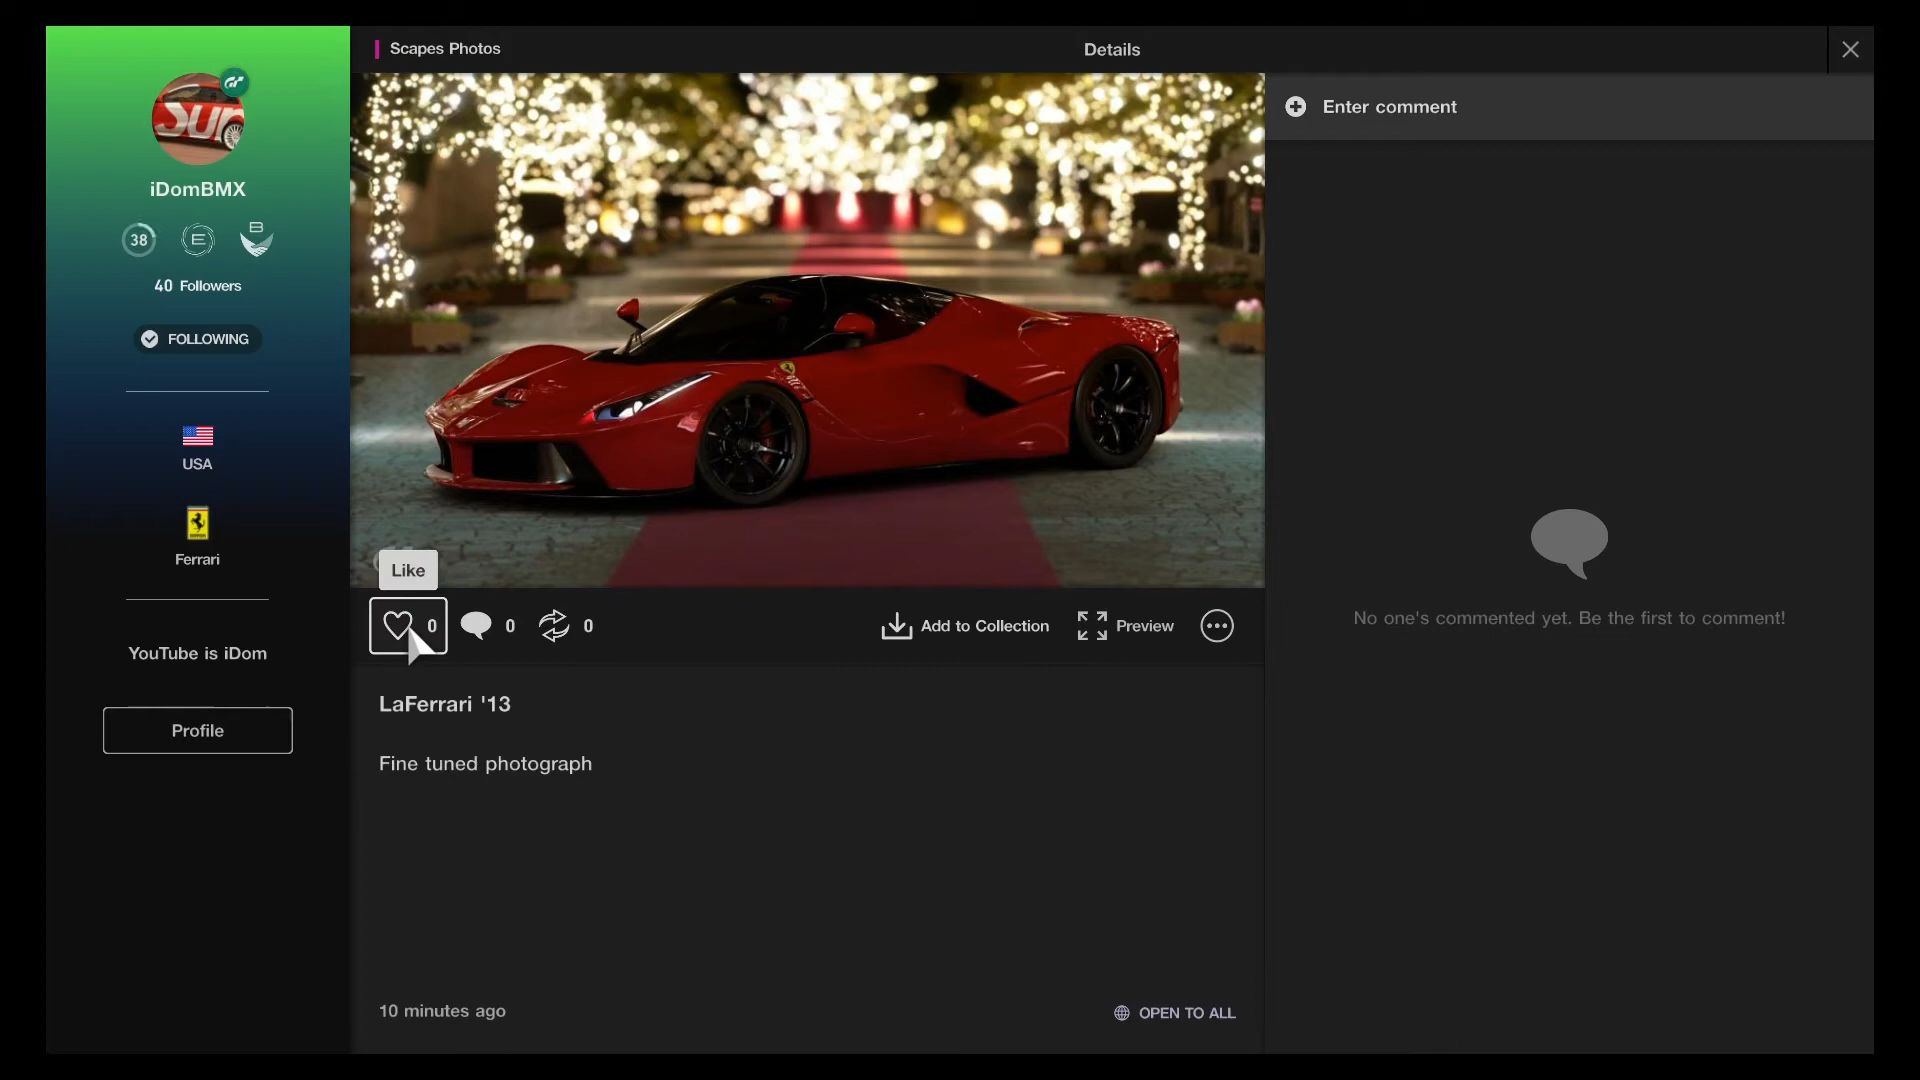 Scapes Photos
Details
Sur
iDomBMX
38
E
B
40 Followers
FOLLOWING
USA
Ferrari
YouTube is iDom
Profile
Like
0
0
0
Add to Collection
Preview
LaFerrari '13
Fine tuned photograph
10 minutes ago
OPEN TO ALL
Enter comment
No one's commented yet. Be the first to comment!